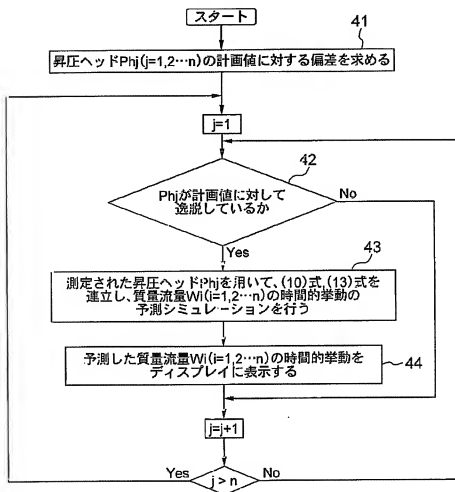 スタート
41
昇圧ヘッドPhj(j=1,2…n)の計画値に対する偏差を求める
j=1
42
Phjが計画値に対して
逸説しているか
No
Yes
43
測定された昇圧ヘッドPhjを用いて、(10)式,(13)式を
連立し、質量流量Wi(i=1,2…n)の時間的挙動の
予測シミュレーションを行う
予測した質量流量Wi(i=1,2…n)の時間的挙動を
ディスプレイに表示する
44
j=j+1
Yes
j>n
No